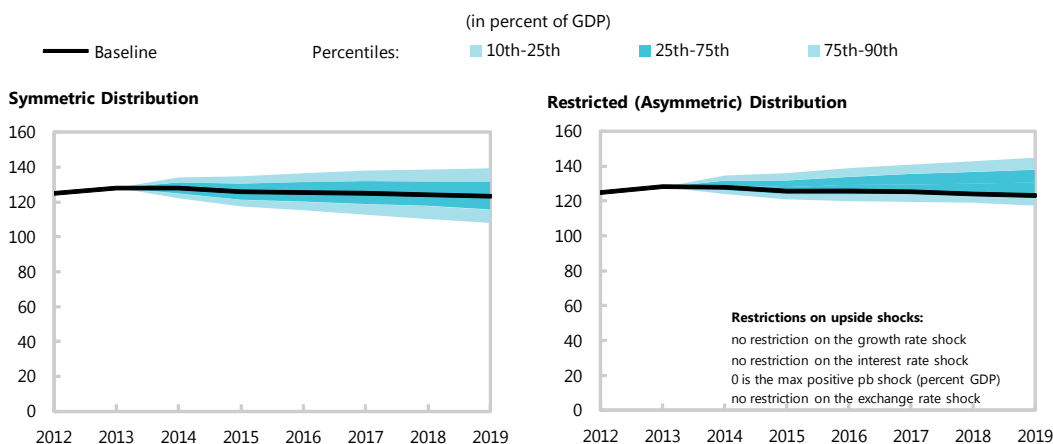 (in percent of GDP)
Baseline Percentiles: 10th-25th 25th-75th 75th-90th
Symmetric Distribution
160
140
120
100
80
60
40
20
0
2012 2013 2014 2015 2016 2017 2018 2019
Restricted (Asymmetric) Distribution
160
140
120
100
80
60
40
20
0
Restrictions on upside shocks:
no restriction on the growth rate shock
no restriction on the interest rate shock
0 is the max positive pb shock (percent GDP)
no restriction on the exchange rate shock
2012 2013 2014 2015 2016 2017 2018 2019